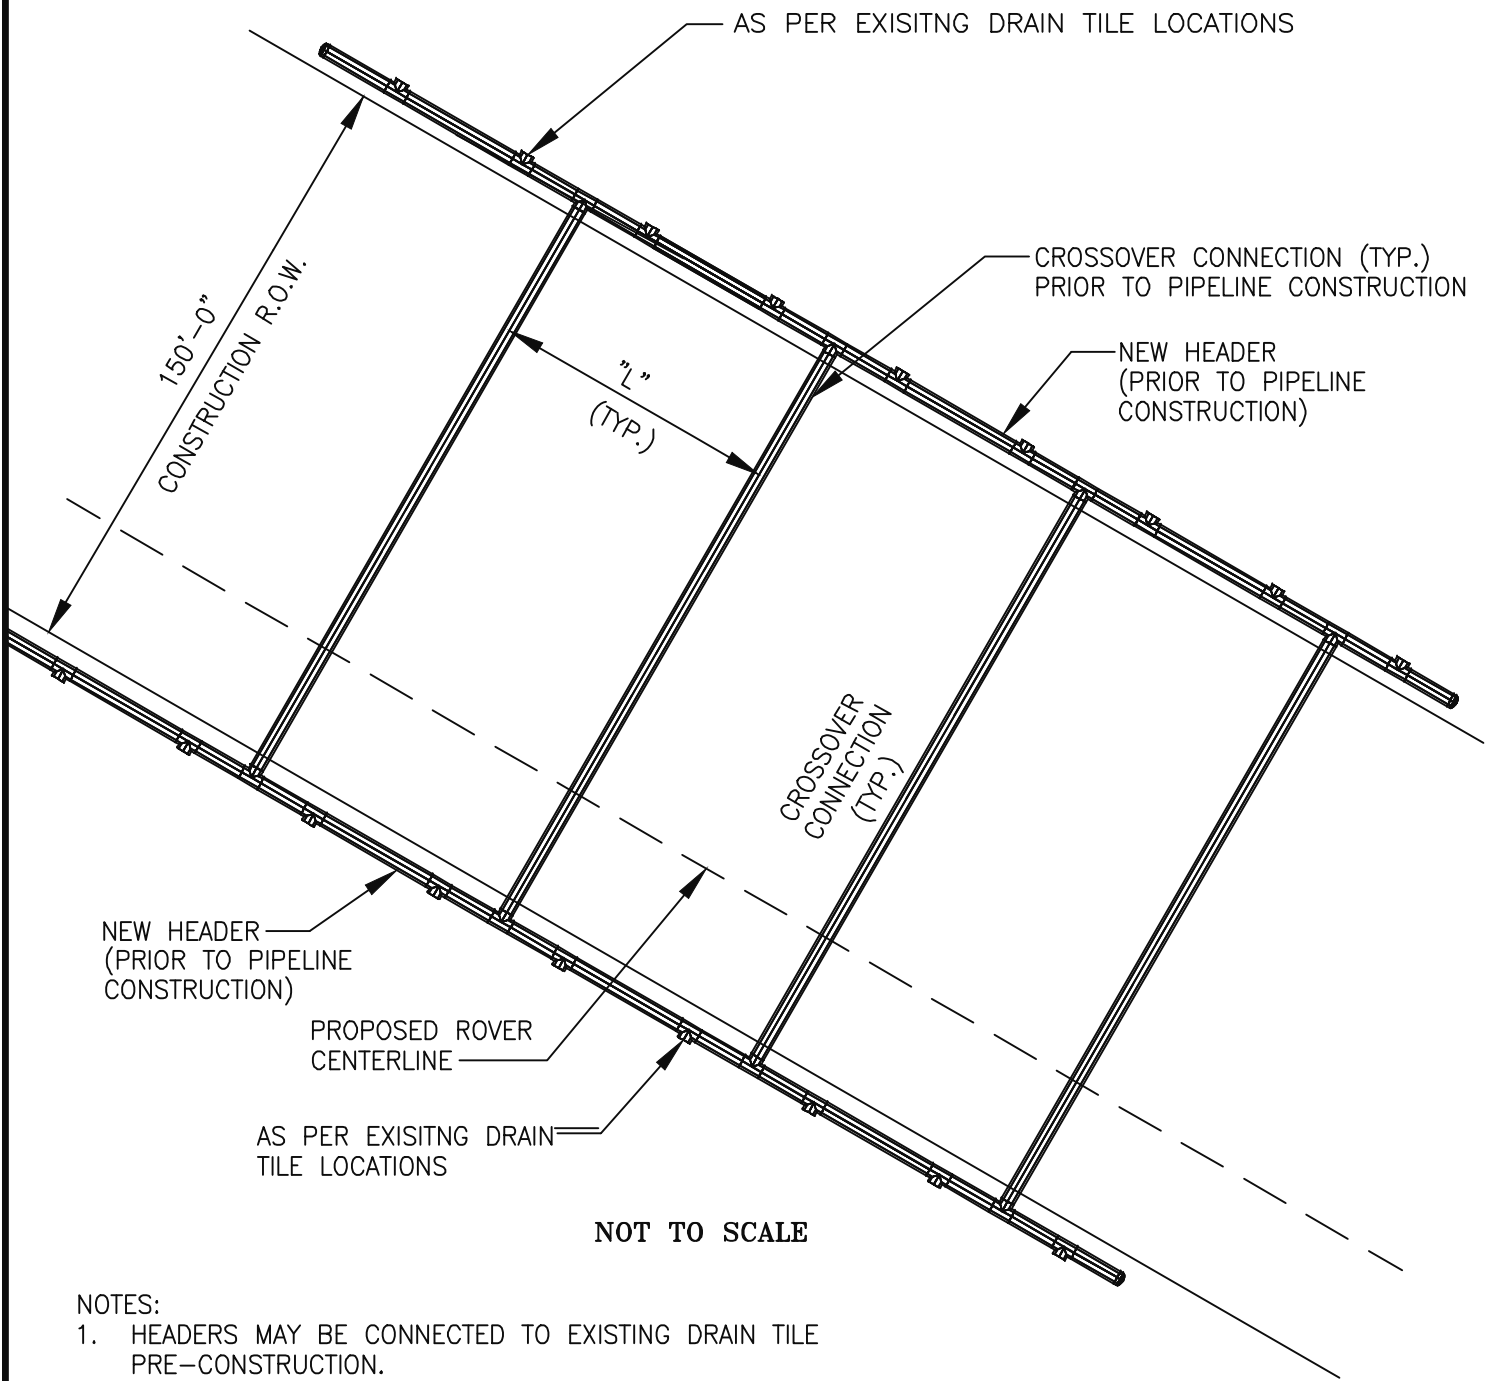 AS PER EXISITNG DRAIN TILE LOCATIONS
CROSSOVER CONNECTION (TYP.)
PRIOR TO PIPELINE CONSTRUCTION
150'-0"
CONSTRUCTION R.O.W.
"L"
(TYP.)
NEW HEADER
(PRIOR TO PIPELINE
CONSTRUCTION)
CROSSOVER
CONNECTION
(TYP.)
NEW HEADER
(PRIOR TO PIPELINE
CONSTRUCTION)
PROPOSED ROVER
CENTERLINE
AS PER EXISITNG DRAIN
TILE LOCATIONS
NOT TO SCALE
NOTES:
1. HEADERS MAY BE CONNECTED TO EXISTING DRAIN TILE
PRE-CONSTRUCTION.